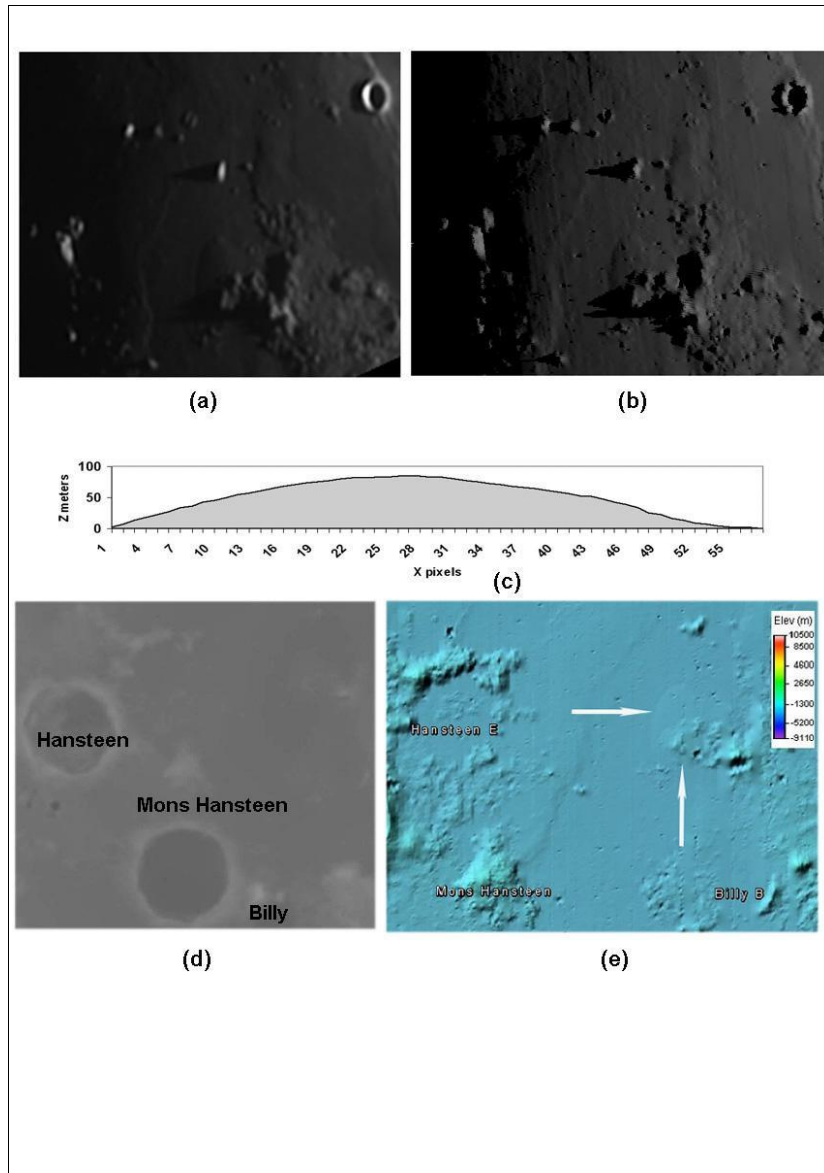 (a)
(b)
100
50
0
Z meters
1 4 7 10 13 16 19 22 25 28 31 34 37 40 43 46 49 52 55
X pixels
(c)
Hansteen
Mons Hansteen
Billy
(d)
Elev (m)
10500
8500
4600
2650
-1300
-5200
-9110
Hansteen E
Mons Hansteen
Billy B
(e)